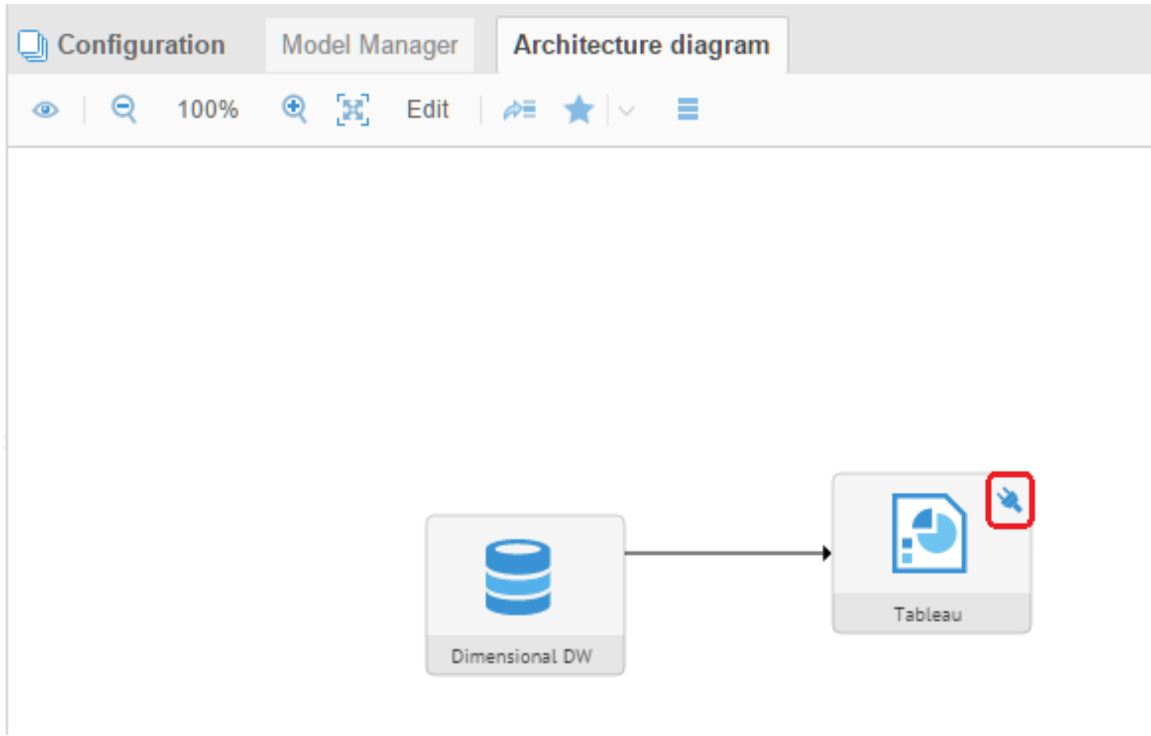 Configuration Model Manager Architecture diagram
100% Edit
Tableau
Dimensional DW